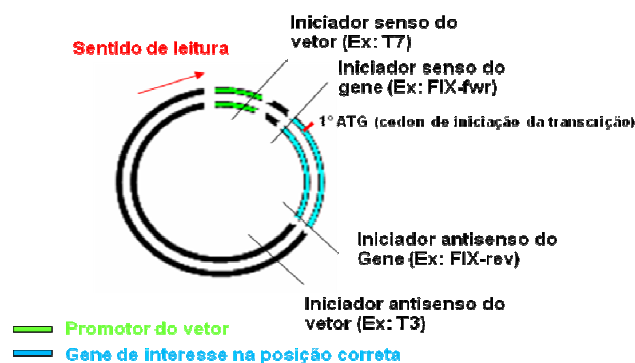 Iniciador senso do
vetor (Ex: T7)
Sentido de leitura
Iniciador senso do
gene (Ex: FIX-fwr)
1º ATG (codon de iniciação da transcrição)
Iniciador antisenso do
Gene (Ex: FIX-rev)
Iniciador antisenso do
vetor (Ex: T3)
Promotor do vetor
Gene de interesse na posição correta